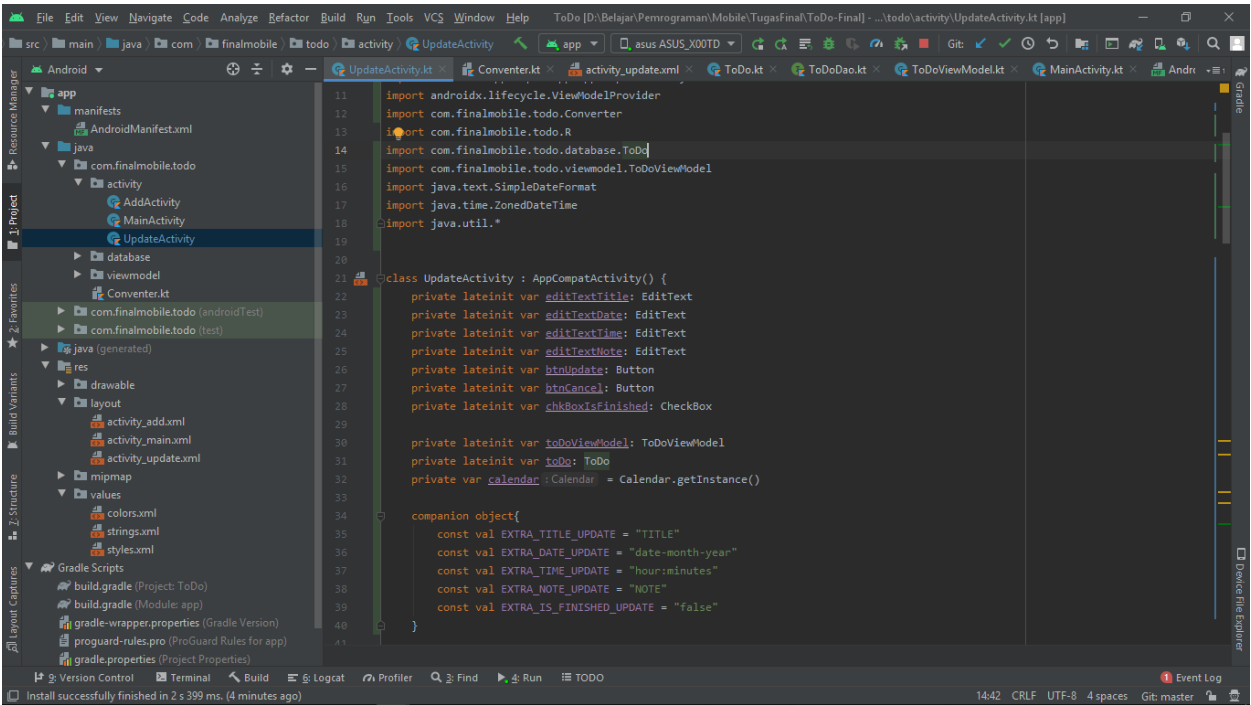 File Edit View Navigate Code Analyze Refactor Build Run Tools VCS Window Help ToDo [D:\Belajar\Pemrograman\Mobile\TugasFinal\ToDo-Final] - ...\todo\activity\UpdateActivity.kt [app]
src main java com finalmobile todo activity UpdateActivity app asus ASUS_X00TD Git:
Android
UpdateActivity.kt Conventer.kt activity_update.xml ToDo.kt ToDoDao.kt ToDoViewModel.kt MainActivity.kt Andr
Resource Manager
1: Project
2: Favorites
Build Variants
7: Structure
Layout Captures
app
manifests
AndroidManifest.xml
java
com.finalmobile.todo
activity
AddActivity
MainActivity
UpdateActivity
database
viewmodel
Conventer.kt
com.finalmobile.todo (androidTest)
com.finalmobile.todo (test)
java (generated)
res
drawable
layout
activity_add.xml
activity_main.xml
activity_update.xml
mipmap
values
colors.xml
strings.xml
styles.xml
Gradle Scripts
build.gradle (Project: ToDo)
build.gradle (Module: app)
gradle-wrapper.properties (Gradle Version)
proguard-rules.pro (ProGuard Rules for app)
gradle.properties (Project Properties)
11 import androidx.lifecycle.ViewModelProvider
12 import com.finalmobile.todo.Converter
13 import com.finalmobile.todo.R
14 import com.finalmobile.todo.database.ToDo
15 import com.finalmobile.todo.viewmodel.ToDoViewModel
16 import java.text.SimpleDateFormat
17 import java.time.ZonedDateTime
18 import java.util.*
19
20
21 class UpdateActivity : AppCompatActivity() {
22 private lateinit var editTextTitle: EditText
23 private lateinit var editTextDate: EditText
24 private lateinit var editTextTime: EditText
25 private lateinit var editTextNote: EditText
26 private lateinit var btnUpdate: Button
27 private lateinit var btnCancel: Button
28 private lateinit var chkBoxIsFinished: CheckBox
29
30 private lateinit var toDoViewModel: ToDoViewModel
31 private lateinit var toDo: ToDo
32 private var calendar : Calendar = Calendar.getInstance()
33
34 companion object{
35 const val EXTRA_TITLE_UPDATE = "TITLE"
36 const val EXTRA_DATE_UPDATE = "date-month-year"
37 const val EXTRA_TIME_UPDATE = "hour:minutes"
38 const val EXTRA_NOTE_UPDATE = "NOTE"
39 const val EXTRA_IS_FINISHED_UPDATE = "false"
40 }
41
Gradle
Device File Explorer
9: Version Control Terminal Build 6: Logcat Profiler 3: Find 4: Run TODO 1 Event Log
Install successfully finished in 2 s 399 ms. (4 minutes ago) 14:42 CRLF UTF-8 4 spaces Git: master